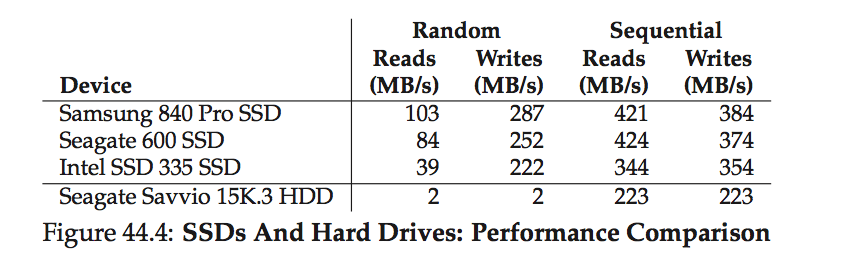 Random Sequential
Reads Writes Reads Writes
Device (MB/s) (MB/s) (MB/s) (MB/s)
Samsung 840 Pro SSD 103 287 421 384
Seagate 600 SSD 84 252 424 374
Intel SSD 335 SSD 39 222 344 354
Seagate Savvio 15K.3 HDD 2 2 223 223
Figure 44.4: SSDs And Hard Drives: Performance Comparison